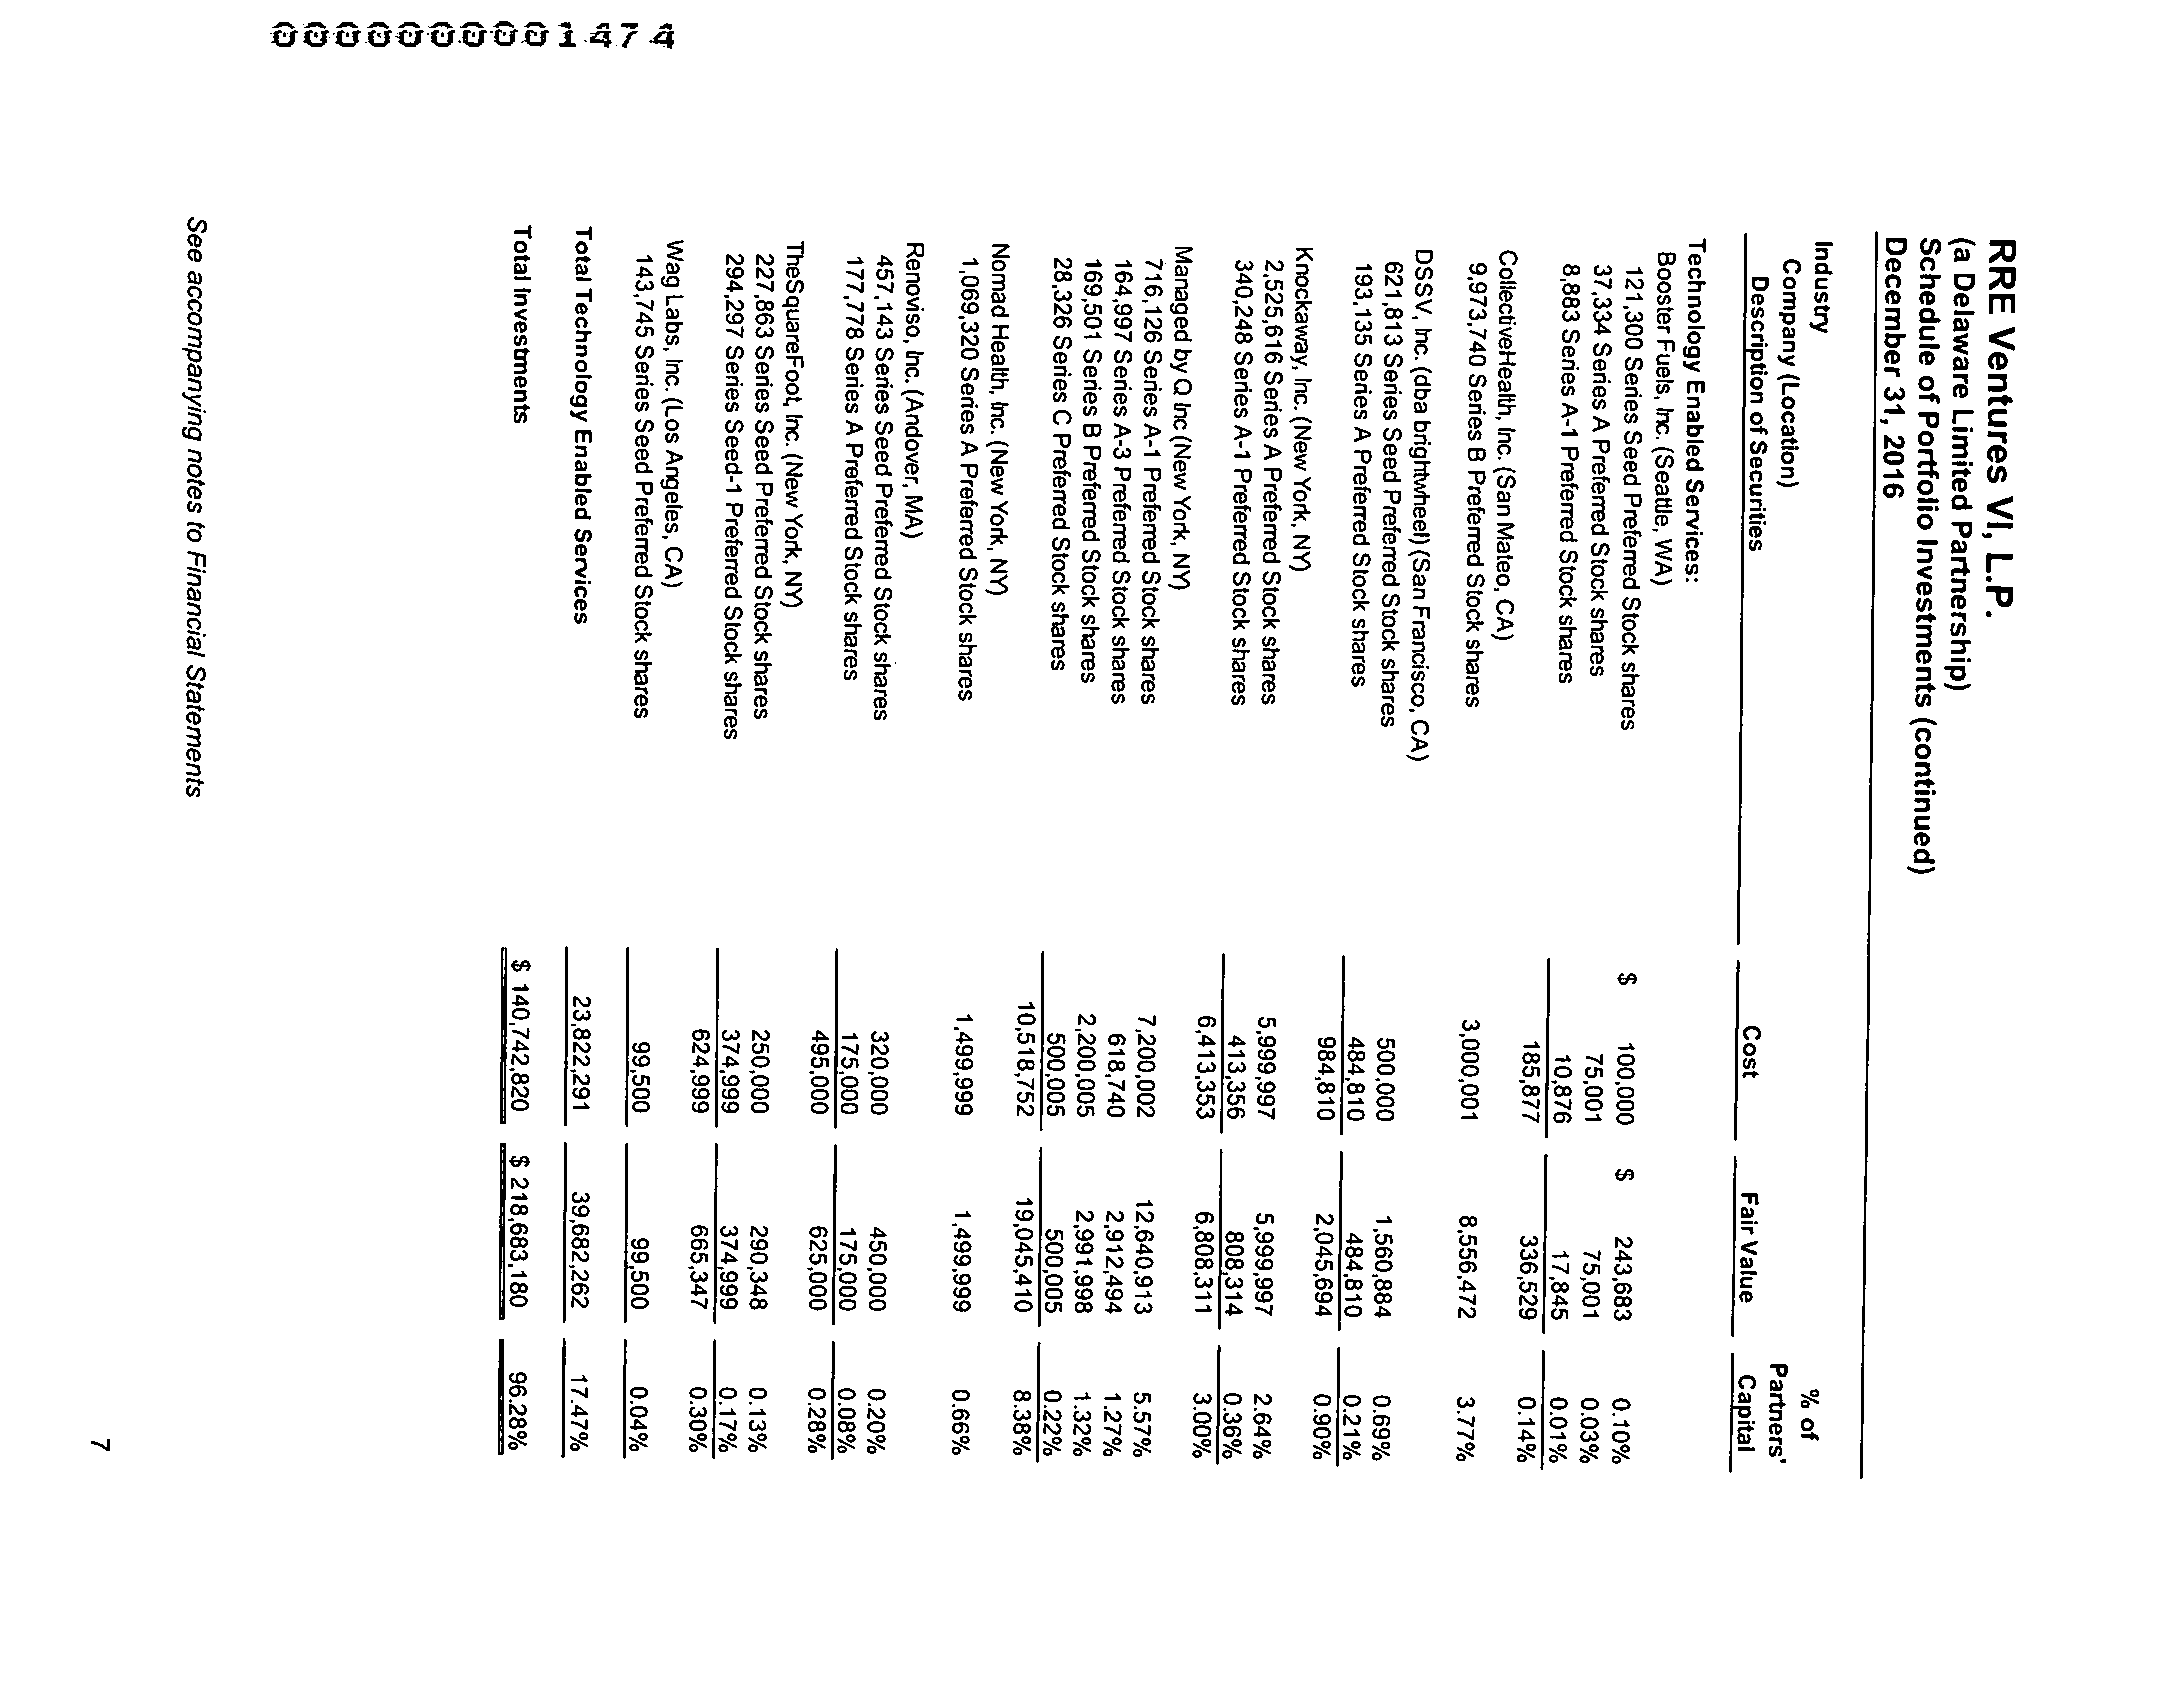 RRE Ventures VI, L.P.
(a Delaware Limited Partnership)
Schedule of Portfolio Investments (continued)
December 31, 2016
% of
Industry Partners'
Company (Location)
Description of Securities Cost Fair Value Capital
Technology Enabled Services:
Booster Fuels, Inc. (Seattle, WA)
121,300 Series Seed Preferred Stock shares $ 100,000 $ 243,683 0.10%
37,334 Series A Preferred Stock shares 75,001 75,001 0.03%
8,883 Series A-1 Preferred Stock shares 10,876 17,845 0.01%
185,877 336,529 0.14%
CollectiveHealth, Inc. (San Mateo, CA)
9,973,740 Series B Preferred Stock shares 3,000,001 8,556,472 3.77%
DSSV, Inc. (dba brightwheel) (San Francisco, CA)
621,813 Series Seed Preferred Stock shares 500,000 1,560,884 0.69%
193,135 Series A Preferred Stock shares 484,810 484,810 0.21%
984,810 2,045,694 0.90%
Knockaway, Inc. (New York, NY)
2,525,616 Series A Preferred Stock shares 5,999,997 5,999,997 2.64%
340,248 Series A-1 Preferred Stock shares 413,356 808,314 0.36%
6,413,353 6,808,311 3.00%
Managed by Q Inc (New York, NY)
716,126 Series A-1 Preferred Stock shares 7,200,002 12,640,913 5.57%
164,997 Series A-3 Preferred Stock shares 618,740 2,912,494 1.27%
169,501 Series B Preferred Stock shares 2,200,005 2,991,998 1.32%
28,326 Series C Preferred Stock shares 500,005 500,005 0.22%
10,518,752 19,045,410 8.38%
Nomad Health, Inc. (New York, NY)
1,069,320 Series A Preferred Stock shares 1,499,999 1,499,999 0.66%
Renoviso, Inc. (Andover, MA)
457,143 Series Seed Preferred Stock shares 320,000 450,000 0.20%
177,778 Series A Preferred Stock shares 175,000 175,000 0.08%
495,000 625,000 0.28%
TheSquareFoot, Inc. (New York, NY)
227,863 Series Seed Preferred Stock shares 250,000 290,348 0.13%
294,297 Series Seed-1 Preferred Stock shares 374,999 374,999 0.17%
624,999 665,347 0.30%
Wag Labs, Inc. (Los Angeles, CA)
143,745 Series Seed Preferred Stock shares 99,500 99,500 0.04%
Total Technology Enabled Services 23,822,291 39,682,262 17.47%
Total Investments $ 140,742,820 $ 218,683,180 96.28%
See accompanying notes to Financial Statements
7
0000000001474